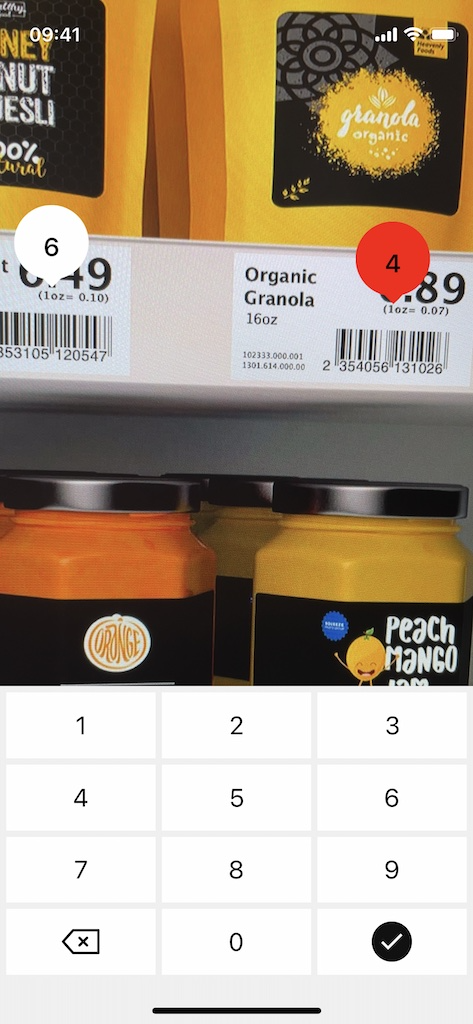 09:41
NEY
NUT
ESLI
00%
tural
Heavenly
Foods
granola
organic
6
4
t
.49
(1oz= 0.10)
353105 120547
Organic
Granola
16oz
.89
(1oz= 0.07)
102333.000.001
1301.614.000.00
2 354056 131026
ORANGE
Peach
MANGO
1
2
3
4
5
6
7
8
9
0